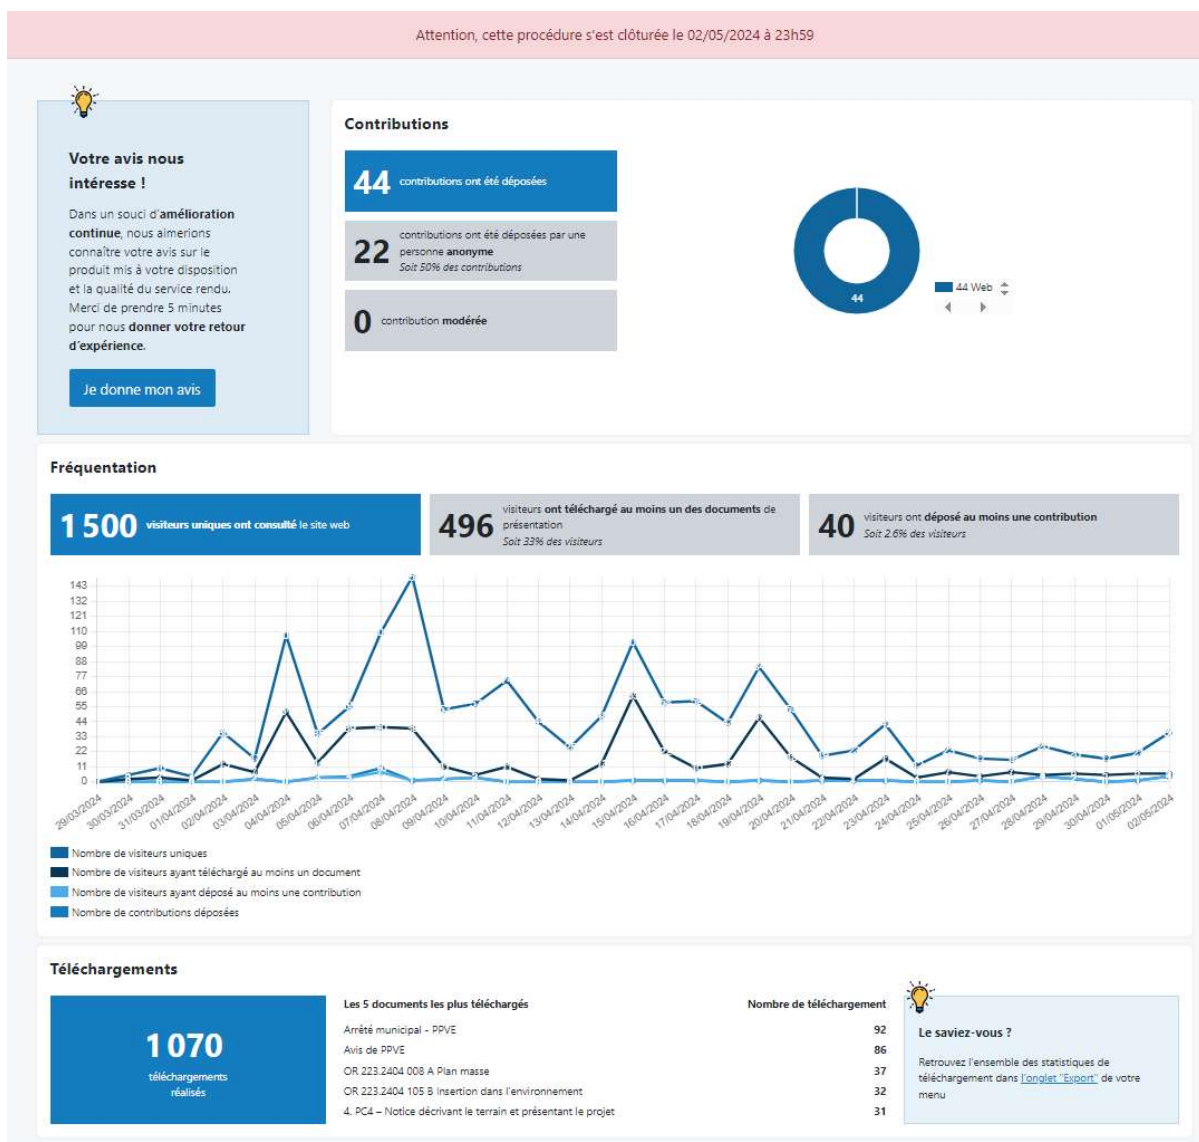 Attention, cette procédure s'est clôturée le 02/05/2024 à 23h59
Votre avis nous
intéresse !
Dans un souci d'amélioration
continue, nous aimerions
connaître votre avis sur le
produit mis à votre disposition
et la qualité du service rendu.
Merci de prendre 5 minutes
pour nous donner votre retour
d'expérience.
Je donne mon avis
Contributions
44 contributions ont été déposées
22 contributions ont été déposées par une
personne anonyme
Soit 50% des contributions
0 contribution modérée
44
44 Web
Fréquentation
1 500 visiteurs uniques ont consulté le site web
496 visiteurs ont téléchargé au moins un des documents de
présentation
Soit 33% des visiteurs
40 visiteurs ont déposé au moins une contribution
Soit 2.6% des visiteurs
143
132
121
110
99
88
77
66
55
44
33
22
11
0
29/03/2024
30/03/2024
31/03/2024
01/04/2024
02/04/2024
03/04/2024
04/04/2024
05/04/2024
06/04/2024
07/04/2024
08/04/2024
09/04/2024
10/04/2024
11/04/2024
12/04/2024
13/04/2024
14/04/2024
15/04/2024
16/04/2024
17/04/2024
18/04/2024
19/04/2024
20/04/2024
21/04/2024
22/04/2024
23/04/2024
24/04/2024
25/04/2024
26/04/2024
27/04/2024
28/04/2024
29/04/2024
30/04/2024
01/05/2024
02/05/2024
Nombre de visiteurs uniques
Nombre de visiteurs ayant téléchargé au moins un document
Nombre de visiteurs ayant déposé au moins une contribution
Nombre de contributions déposées
Téléchargements
1 070
téléchargements
réalisés
Les 5 documents les plus téléchargés Nombre de téléchargement
Arrêté municipal - PPVE 92
Avis de PPVE 86
OR 223.2404 008 A Plan masse 37
OR 223.2404 105 B Insertion dans l'environnement 32
4. PC4 – Notice décrivant le terrain et présentant le projet 31
Le saviez-vous ?
Retrouvez l'ensemble des statistiques de
téléchargement dans l'onglet "Export" de votre
menu